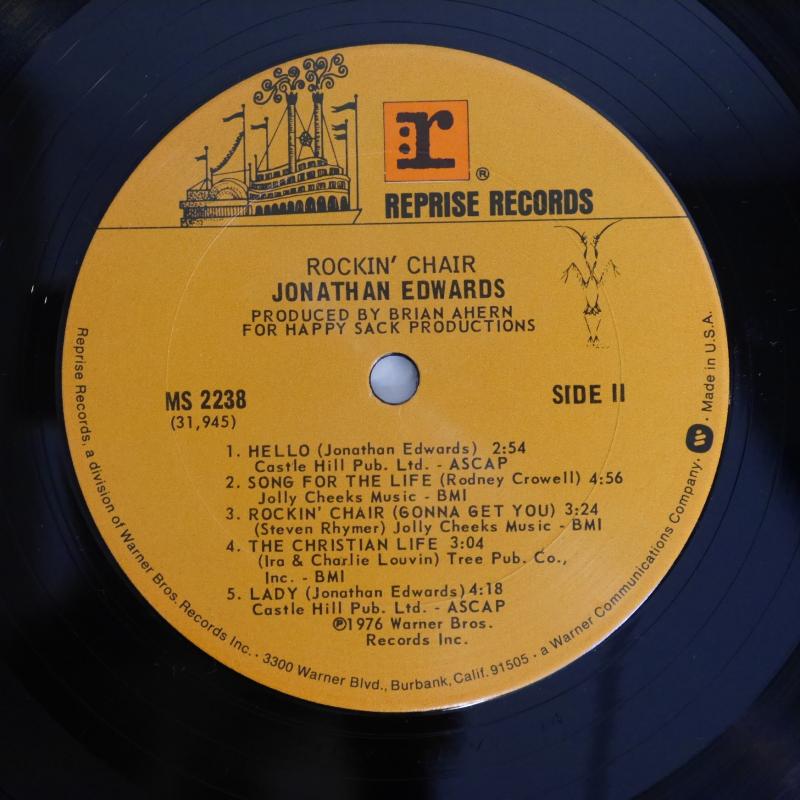 r
®
REPRISE RECORDS
ROCKIN' CHAIR
JONATHAN EDWARDS
PRODUCED BY BRIAN AHERN
FOR HAPPY SACK PRODUCTIONS
MS 2238
(31,945)
SIDE II
1. HELLO (Jonathan Edwards) 2:54
Castle Hill Pub. Ltd. - ASCAP
2. SONG FOR THE LIFE (Rodney Crowell) 4:56
Jolly Cheeks Music - BMI
3. ROCKIN' CHAIR (GONNA GET YOU) 3:24
(Steven Rhymer) Jolly Cheeks Music - BMI
4. THE CHRISTIAN LIFE 3:04
(Ira & Charlie Louvin) Tree Pub. Co.,
Inc. - BMI
5. LADY (Jonathan Edwards) 4:18
Castle Hill Pub. Ltd. - ASCAP
℗1976 Warner Bros.
Records Inc.
Reprise Records, a division of Warner Bros. Records Inc. · 3300 Warner Blvd., Burbank, Calif. 91505 · a Warner Communications Company. · Made in U.S.A.